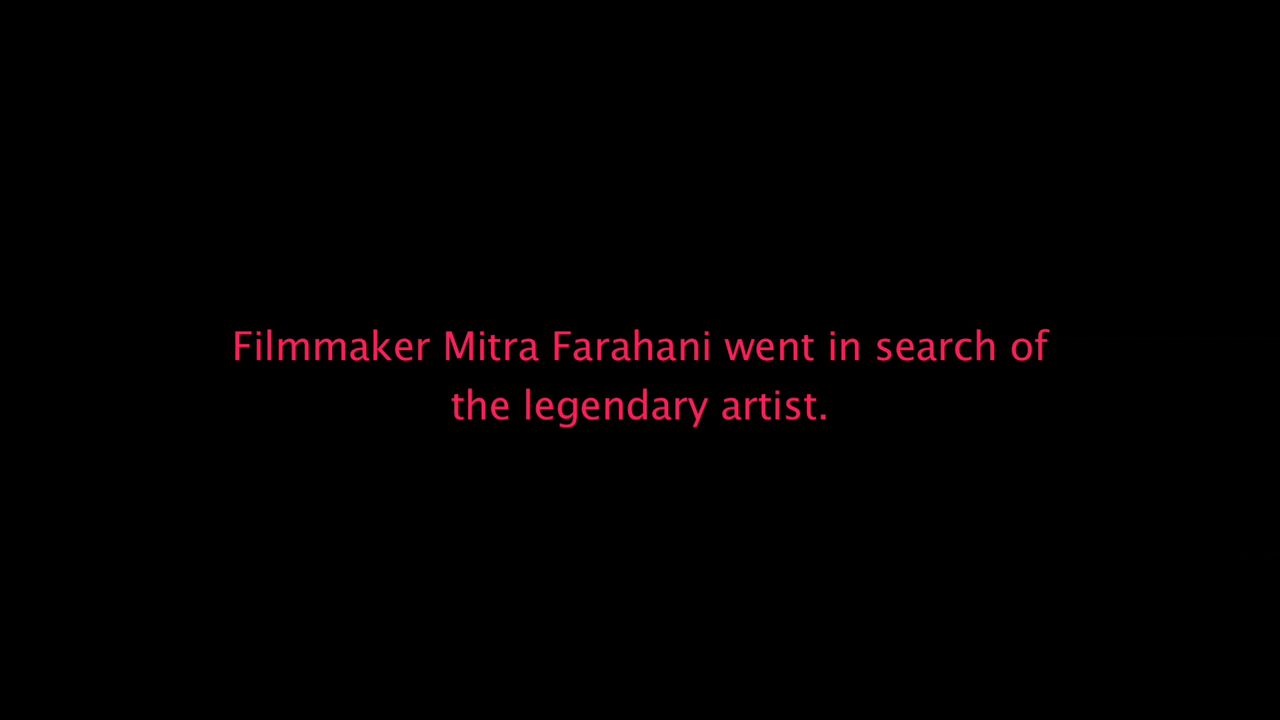 Filmmaker Mitra Farahani went in search of
the legendary artist.